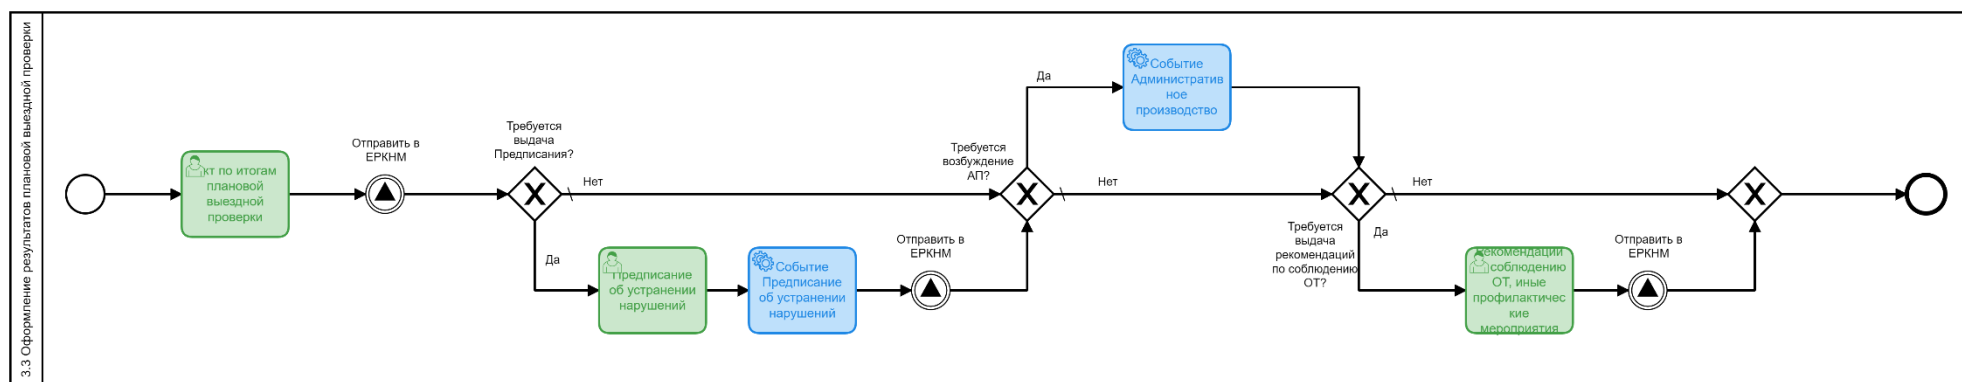 3.3 Оформление результатов плановой выездной проверки
кт по итогам
плановой
выездной
проверки
Отправить в
ЕРКНМ
Требуется
выдача
Предписания?
Нет
Да
Предписание
об устранении
нарушений
Событие
Предписание
об устранении
нарушений
Отправить в
ЕРКНМ
Требуется
возбуждение
АП?
Да
Нет
Событие
Административ
ное
производство
Требуется
выдача
рекомендаций
по соблюдению
ОТ?
Нет
Да
Рекомендации
соблюдению
ОТ, иные
профилактичес
кие
мероприятия
Отправить в
ЕРКНМ